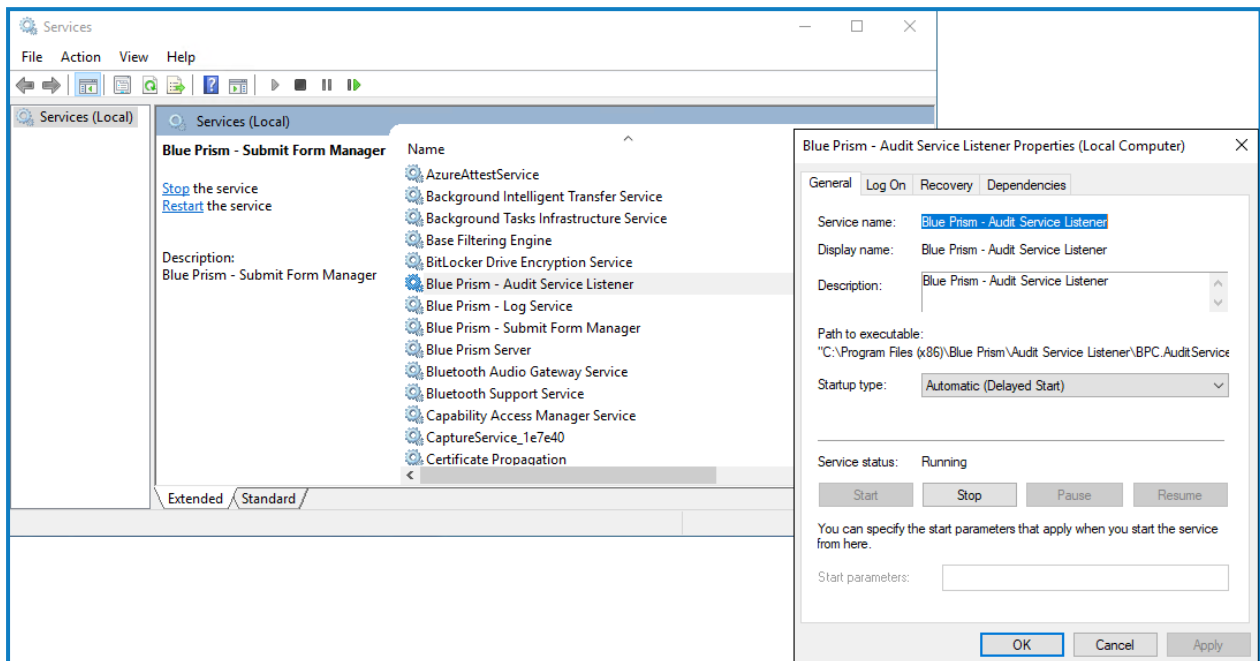 Services
File Action View Help
Services (Local)
Services (Local)
Blue Prism - Submit Form Manager
Stop the service
Restart the service
Description:
Blue Prism - Submit Form Manager
Name
AzureAttestService
Background Intelligent Transfer Service
Background Tasks Infrastructure Service
Base Filtering Engine
BitLocker Drive Encryption Service
Blue Prism - Audit Service Listener
Blue Prism - Log Service
Blue Prism - Submit Form Manager
Blue Prism Server
Bluetooth Audio Gateway Service
Bluetooth Support Service
Capability Access Manager Service
CaptureService_1e7e40
Certificate Propagation
Extended Standard
Blue Prism - Audit Service Listener Properties (Local Computer)
General Log On Recovery Dependencies
Service name: Blue Prism - Audit Service Listener
Display name: Blue Prism - Audit Service Listener
Description: Blue Prism - Audit Service Listener
Path to executable:
"C:\Program Files (x86)\Blue Prism\Audit Service Listener\BPC.AuditService
Startup type: Automatic (Delayed Start)
Service status: Running
Start Stop Pause Resume
You can specify the start parameters that apply when you start the service
from here.
Start parameters:
OK Cancel Apply